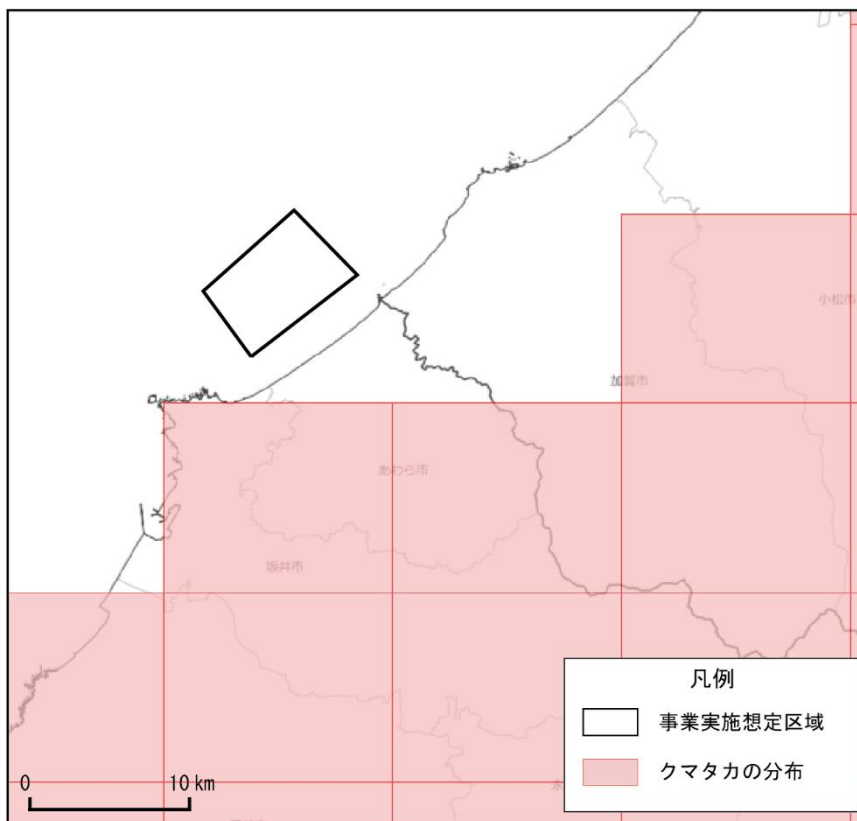 小松市
加賀市
あわら市
坂井市
凡例
事業実施想定区域
クマタカの分布
0 10 km